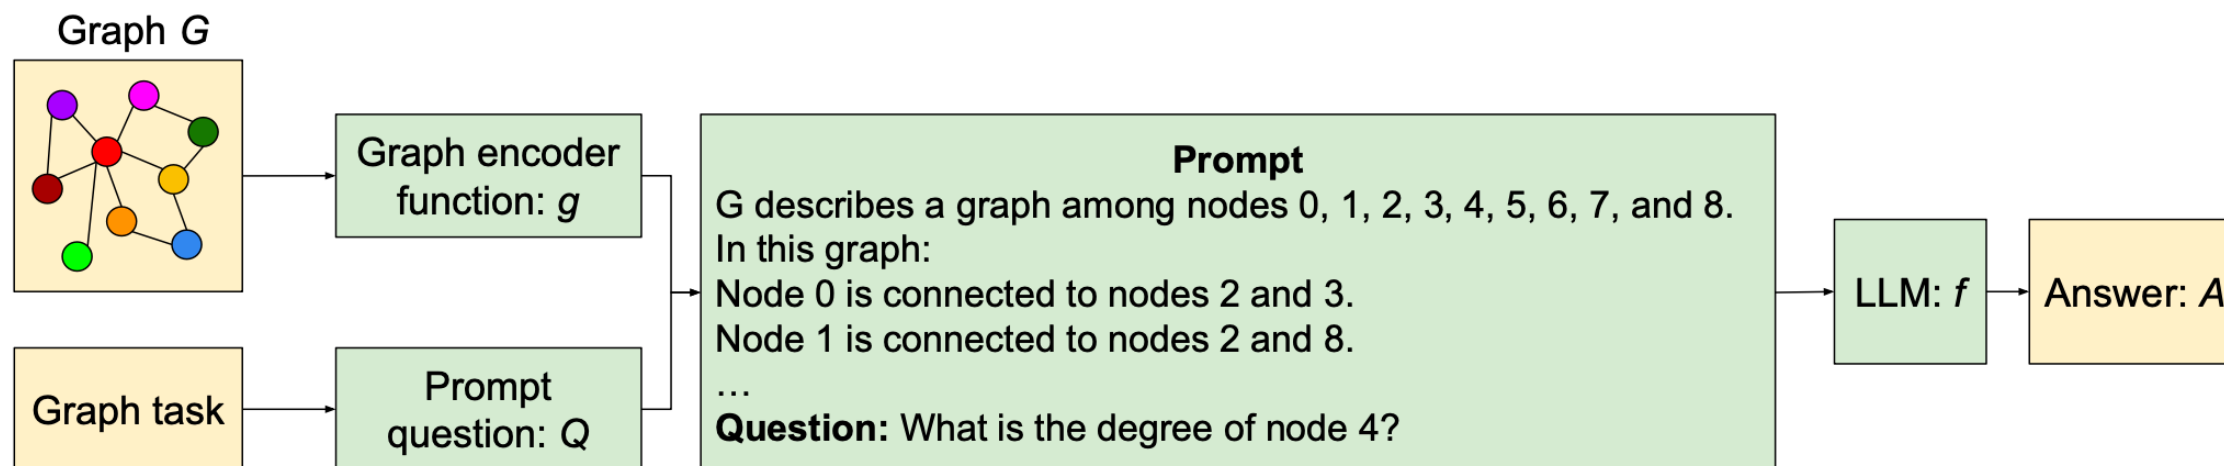 Graph G
Graph encoder
function: g
Graph task
Prompt
question: Q
Prompt
G describes a graph among nodes 0, 1, 2, 3, 4, 5, 6, 7, and 8.
In this graph:
Node 0 is connected to nodes 2 and 3.
Node 1 is connected to nodes 2 and 8.
…
Question: What is the degree of node 4?
LLM: f
Answer: A